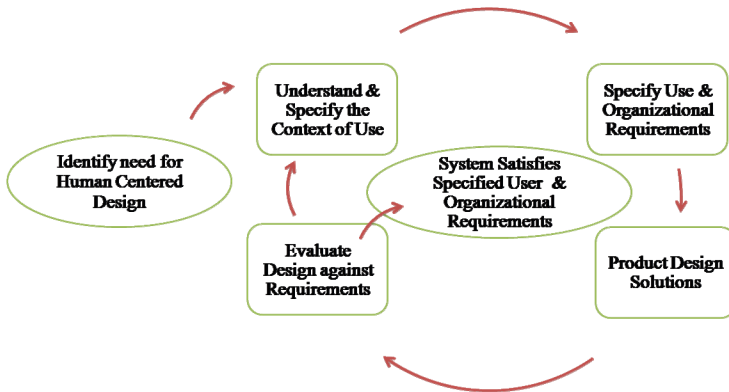 Understand &
Specify the
Context of Use
Specify Use &
Organizational
Requirements
Identify need for
Human Centered
Design
System Satisfies
Specified User &
Organizational
Requirements
Evaluate
Design against
Requirements
Product Design
Solutions